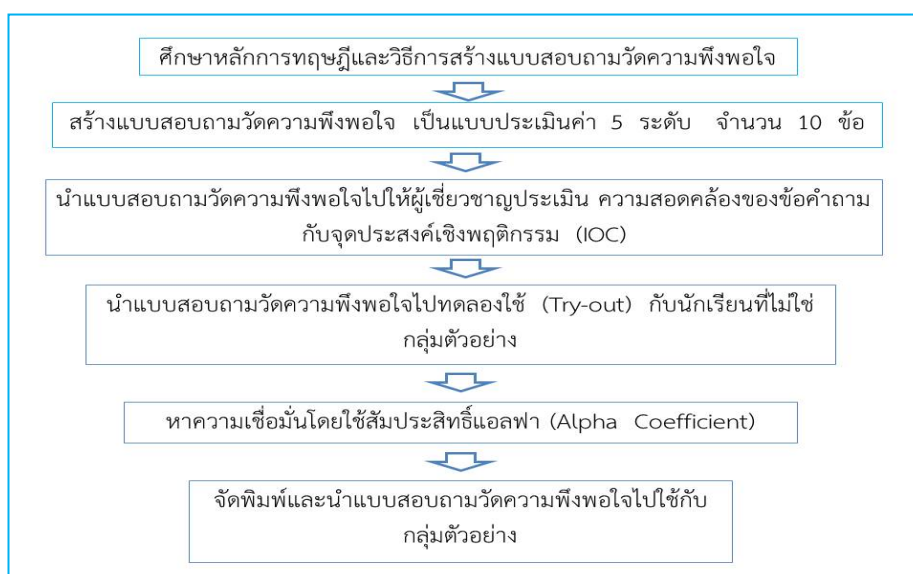 ศึกษาหลักการทฤษฎีและวิธีการสร้างแบบสอบถามวัดความพึงพอใจ
สร้างแบบสอบถามวัดความพึงพอใจ เป็นแบบประเมินค่า 5 ระดับ จำนวน 10 ข้อ
นำแบบสอบถามวัดความพึงพอใจไปให้ผู้เชี่ยวชาญประเมิน ความสอดคล้องของข้อคำถาม
กับจุดประสงค์เชิงพฤติกรรม (IOC)
นำแบบสอบถามวัดความพึงพอใจไปทดลองใช้ (Try-out) กับนักเรียนที่ไม่ใช่
กลุ่มตัวอย่าง
หาความเชื่อมั่นโดยใช้สัมประสิทธิ์แอลฟา (Alpha Coefficient)
จัดพิมพ์และนำแบบสอบถามวัดความพึงพอใจไปใช้กับ
กลุ่มตัวอย่าง